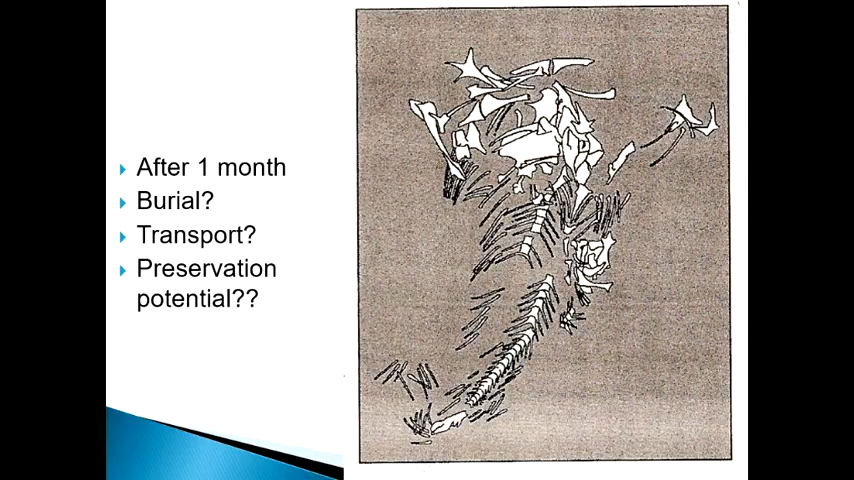 After 1 month
Burial?
Transport?
Preservation
potential??